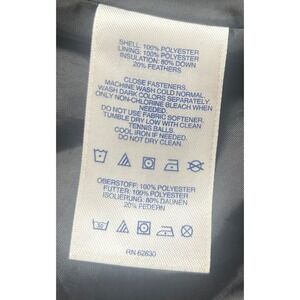 SHELL: 100% POLYESTER
LINING: 100% POLYESTER
INSULATION: 80% DOWN
20% FEATHERS.
CLOSE FASTENERS.
MACHINE WASH COLD NORMAL.
WASH DARK COLORS SEPARATELY.
ONLY NON-CHLORINE BLEACH WHEN
NEEDED.
DO NOT USE FABRIC SOFTENER.
TUMBLE DRY LOW WITH CLEAN
TENNIS BALLS.
COOL IRON IF NEEDED.
DO NOT DRY CLEAN.
OBERSTOFF: 100% POLYESTER
FUTTER: 100% POLYESTER
ISOLIERUNG: 80% DAUNEN
20% FEDERN
RN 62630